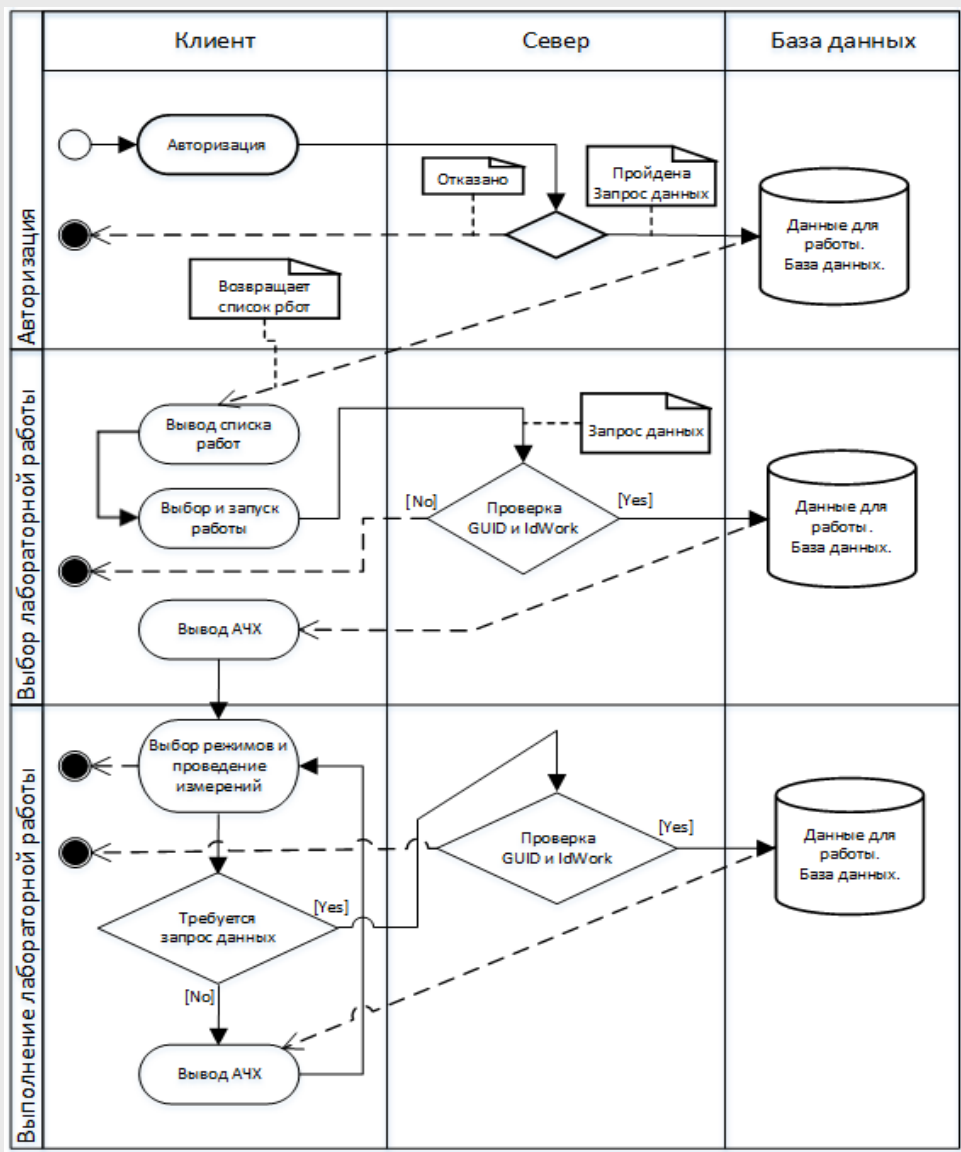 Клиент
Север
База данных
Авторизация
Авторизация
Отказано
Пройдена
Запрос данных
Данные для
работы.
База данных.
Возвращает
список рбот
Выбор лабораторной работы
Вывод списка
работ
Запрос данных
Выбор и запуск
работы
[No]
Проверка
GUID и IdWork
[Yes]
Данные для
работы.
База данных.
Вывод АЧХ
Выполнение лабораторной работы
Выбор режимов и
проведение
измерений
Проверка
GUID и IdWork
[Yes]
Данные для
работы.
База данных.
Требуется
запрос данных
[Yes]
[No]
Вывод АЧХ